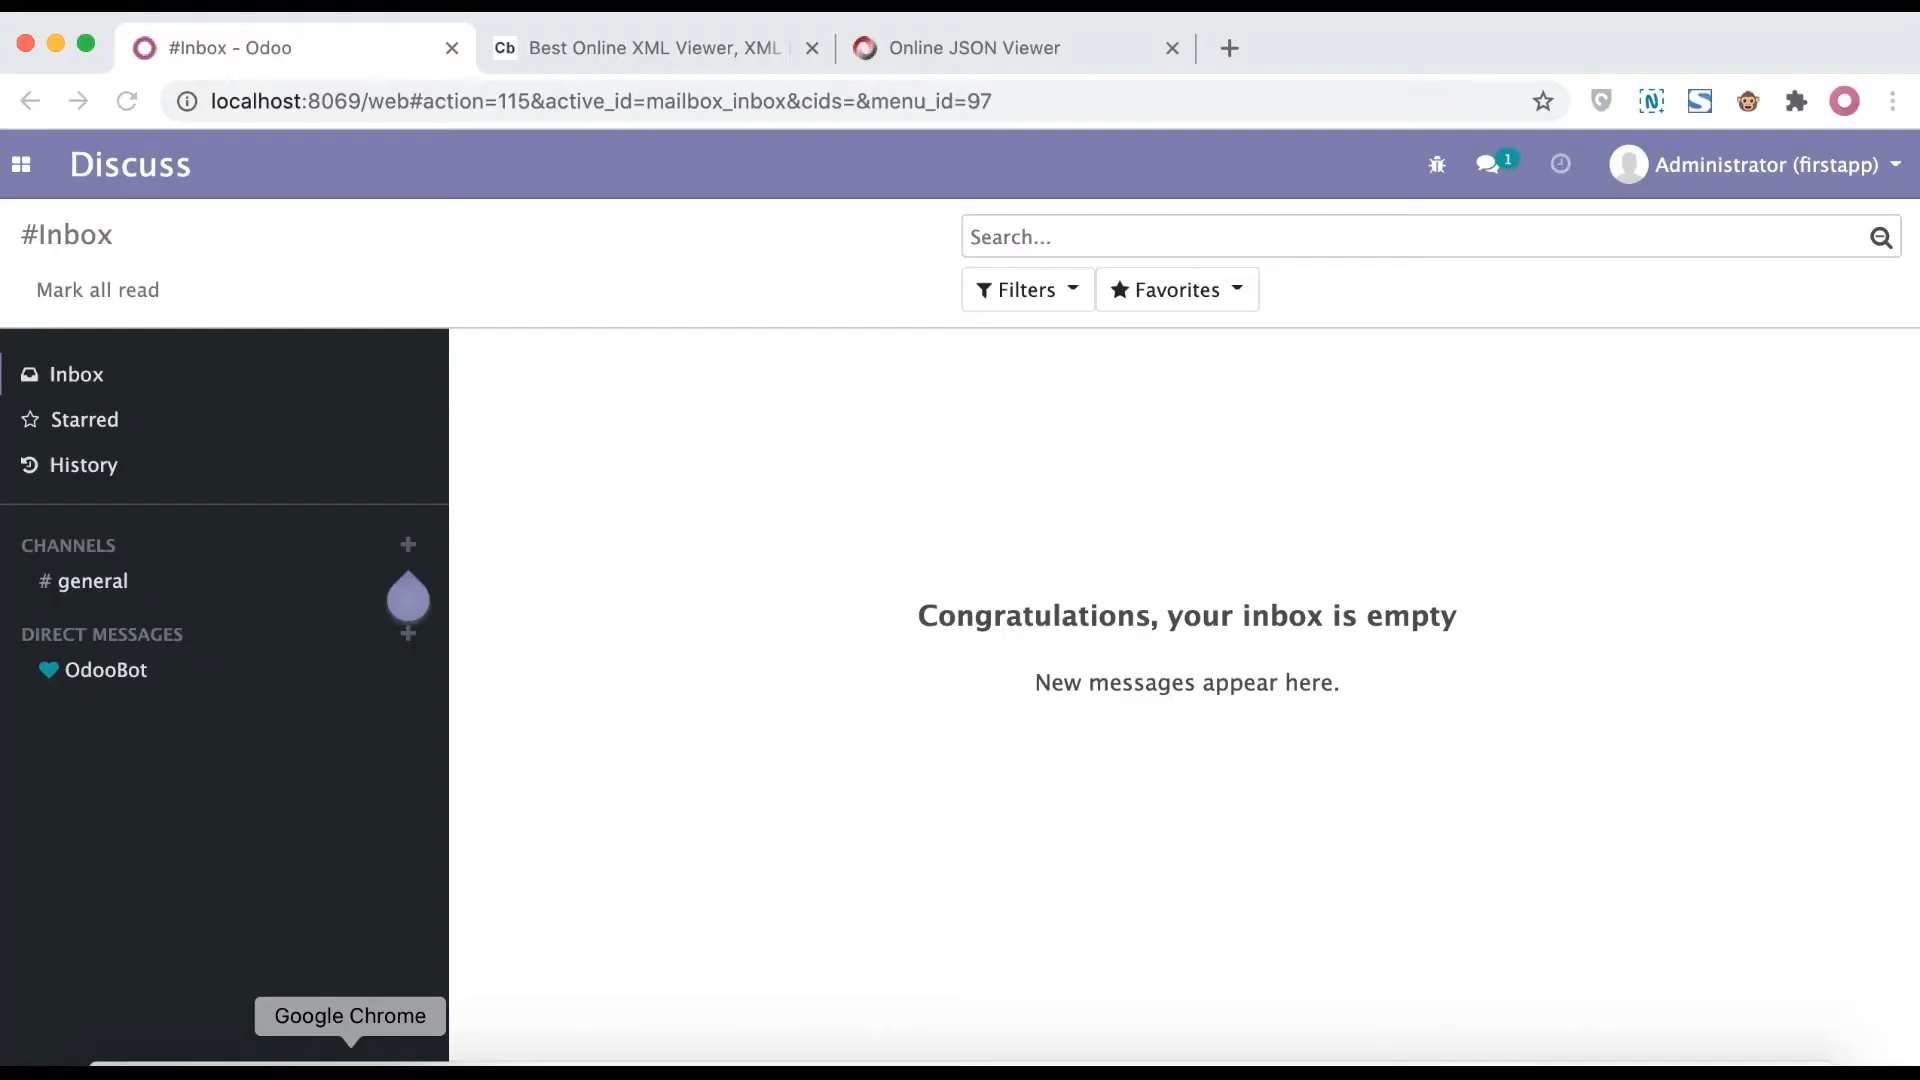 #Inbox - Odoo
Cb Best Online XML Viewer, XML
Online JSON Viewer
localhost:8069/web#action=115&active_id=mailbox_inbox&cids=&menu_id=97
Discuss
1
Administrator (firstapp)
#Inbox
Search...
Mark all read
Filters
Favorites
Inbox
Starred
History
CHANNELS
# general
DIRECT MESSAGES
OdooBot
Congratulations, your inbox is empty
New messages appear here.
Google Chrome